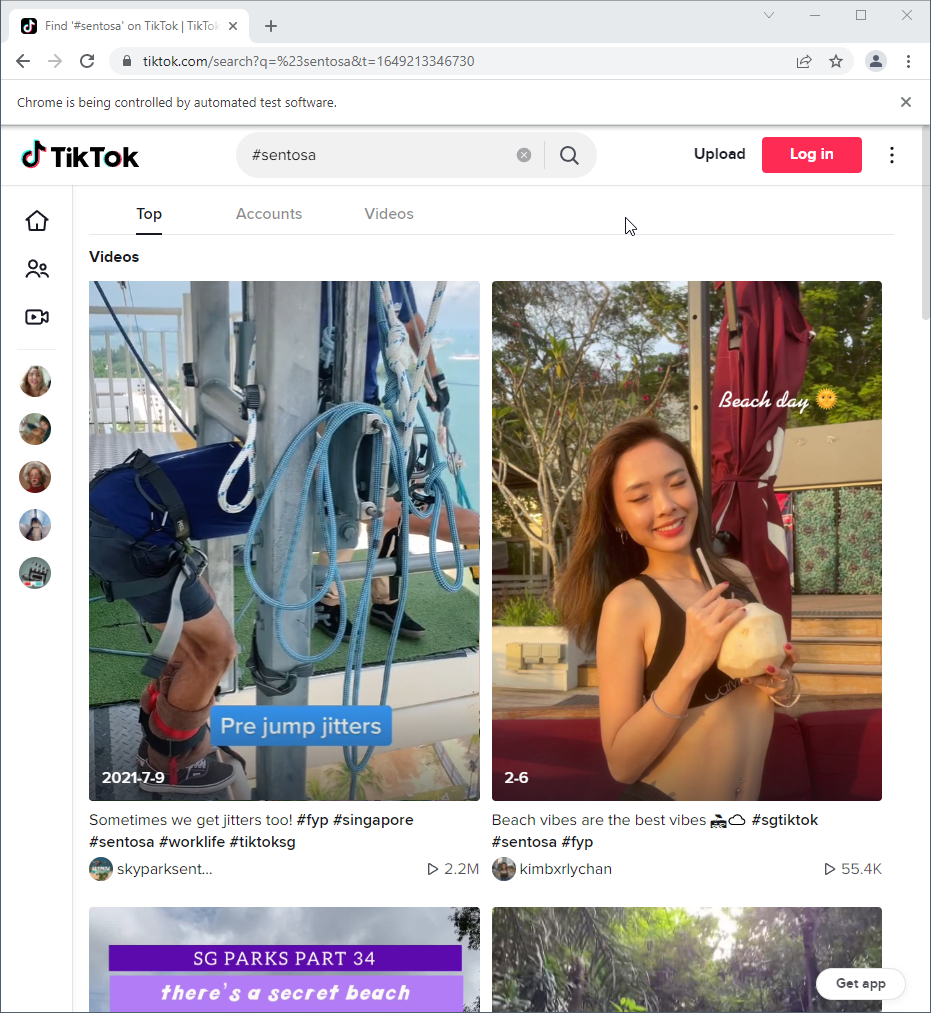 Find '#sentosa' on TikTok | TikTok
tiktok.com/search?q=%23sentosa&t=1649213346730
Chrome is being controlled by automated test software.
TikTok
#sentosa
Upload
Log in
Top
Accounts
Videos
Videos
Beach day 🌞
Pre jump jitters
2021-7-9
2-6
Sometimes we get jitters too! #fyp #singapore
#sentosa #worklife #tiktoksg
skyparksent...
2.2M
Beach vibes are the best vibes 🏖☁ #sgtiktok
#sentosa #fyp
kimbxrlychan
55.4K
SG PARKS PART 34
there's a secret beach
Get app